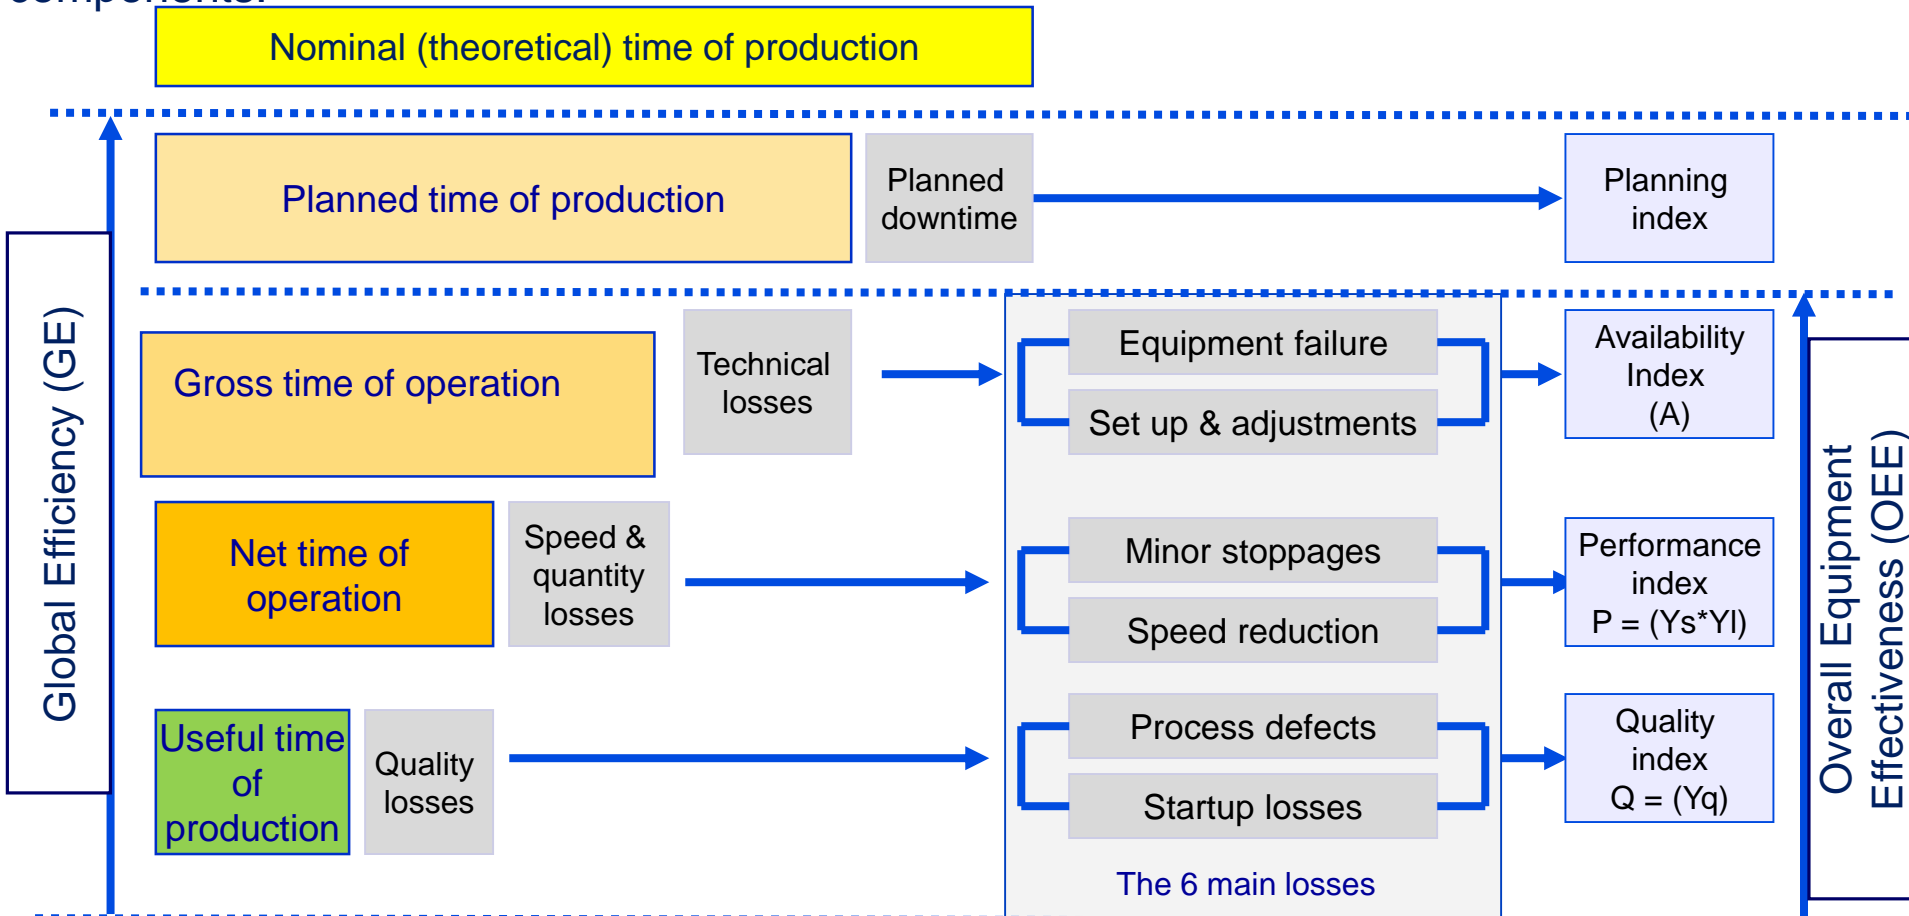 components.
Nominal (theoretical) time of production
Planned time of production
Planned
downtime
Planning
index
Global Efficiency (GE)
Gross time of operation
Technical
losses
Equipment failure
Set up & adjustments
Availability
Index
(A)
Overall Equipment
Effectiveness (OEE)
Net time of
operation
Speed &
quantity
losses
Minor stoppages
Speed reduction
Performance
index
P = (Ys*Yl)
Useful time
of
production
Quality
losses
Process defects
Startup losses
Quality
index
Q = (Yq)
The 6 main losses